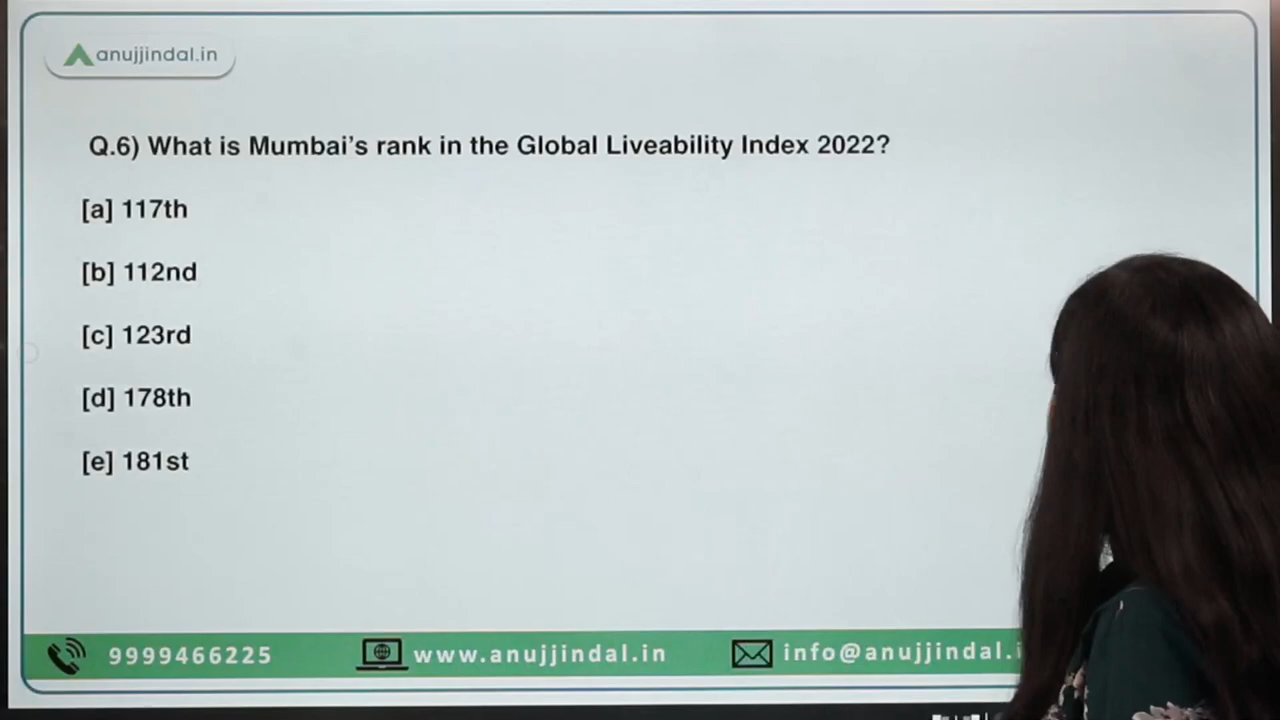 anujjindal.in
Q.6) What is Mumbai's rank in the Global Liveability Index 2022?
[a] 117th
[b] 112nd
[c] 123rd
[d] 178th
[e] 181st
9999466225
www.anujjindal.in
info@anujjindal.i